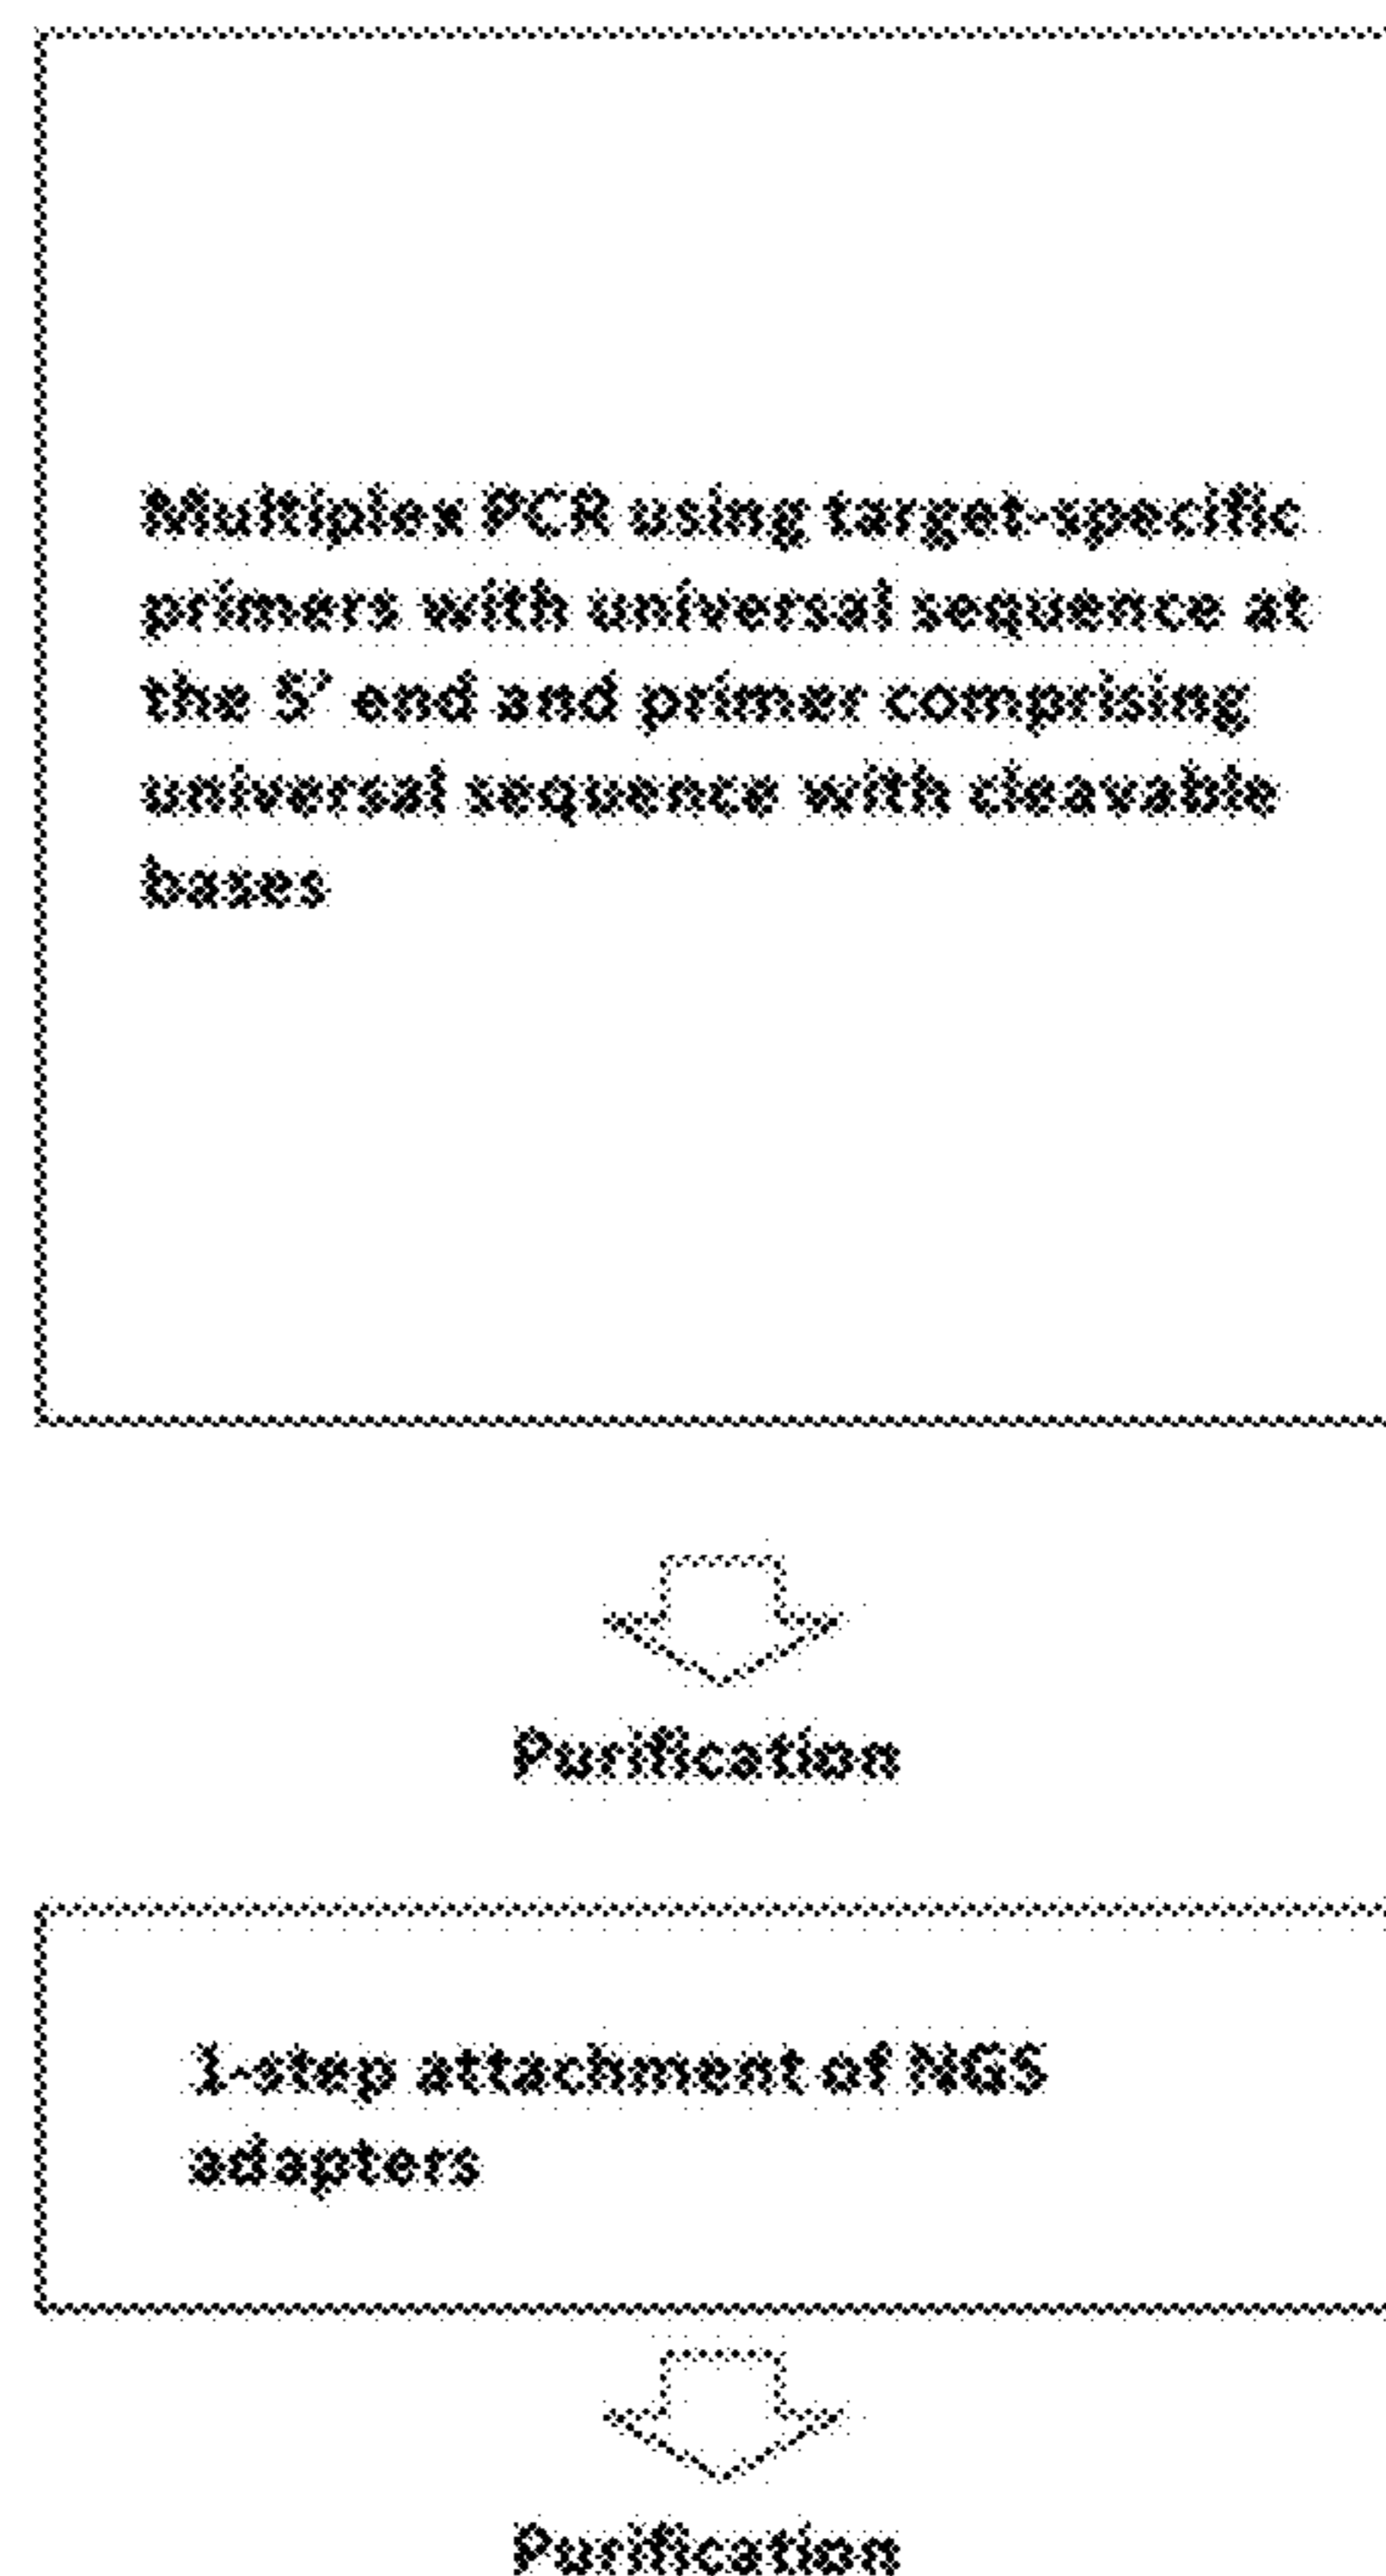 Multiplex PCR using target-specific
primers with universal sequence at
the 5' end and primer comprising
universal sequence with cleavable
bases
Purification
1-step attachment of NGS
adapters
Purification